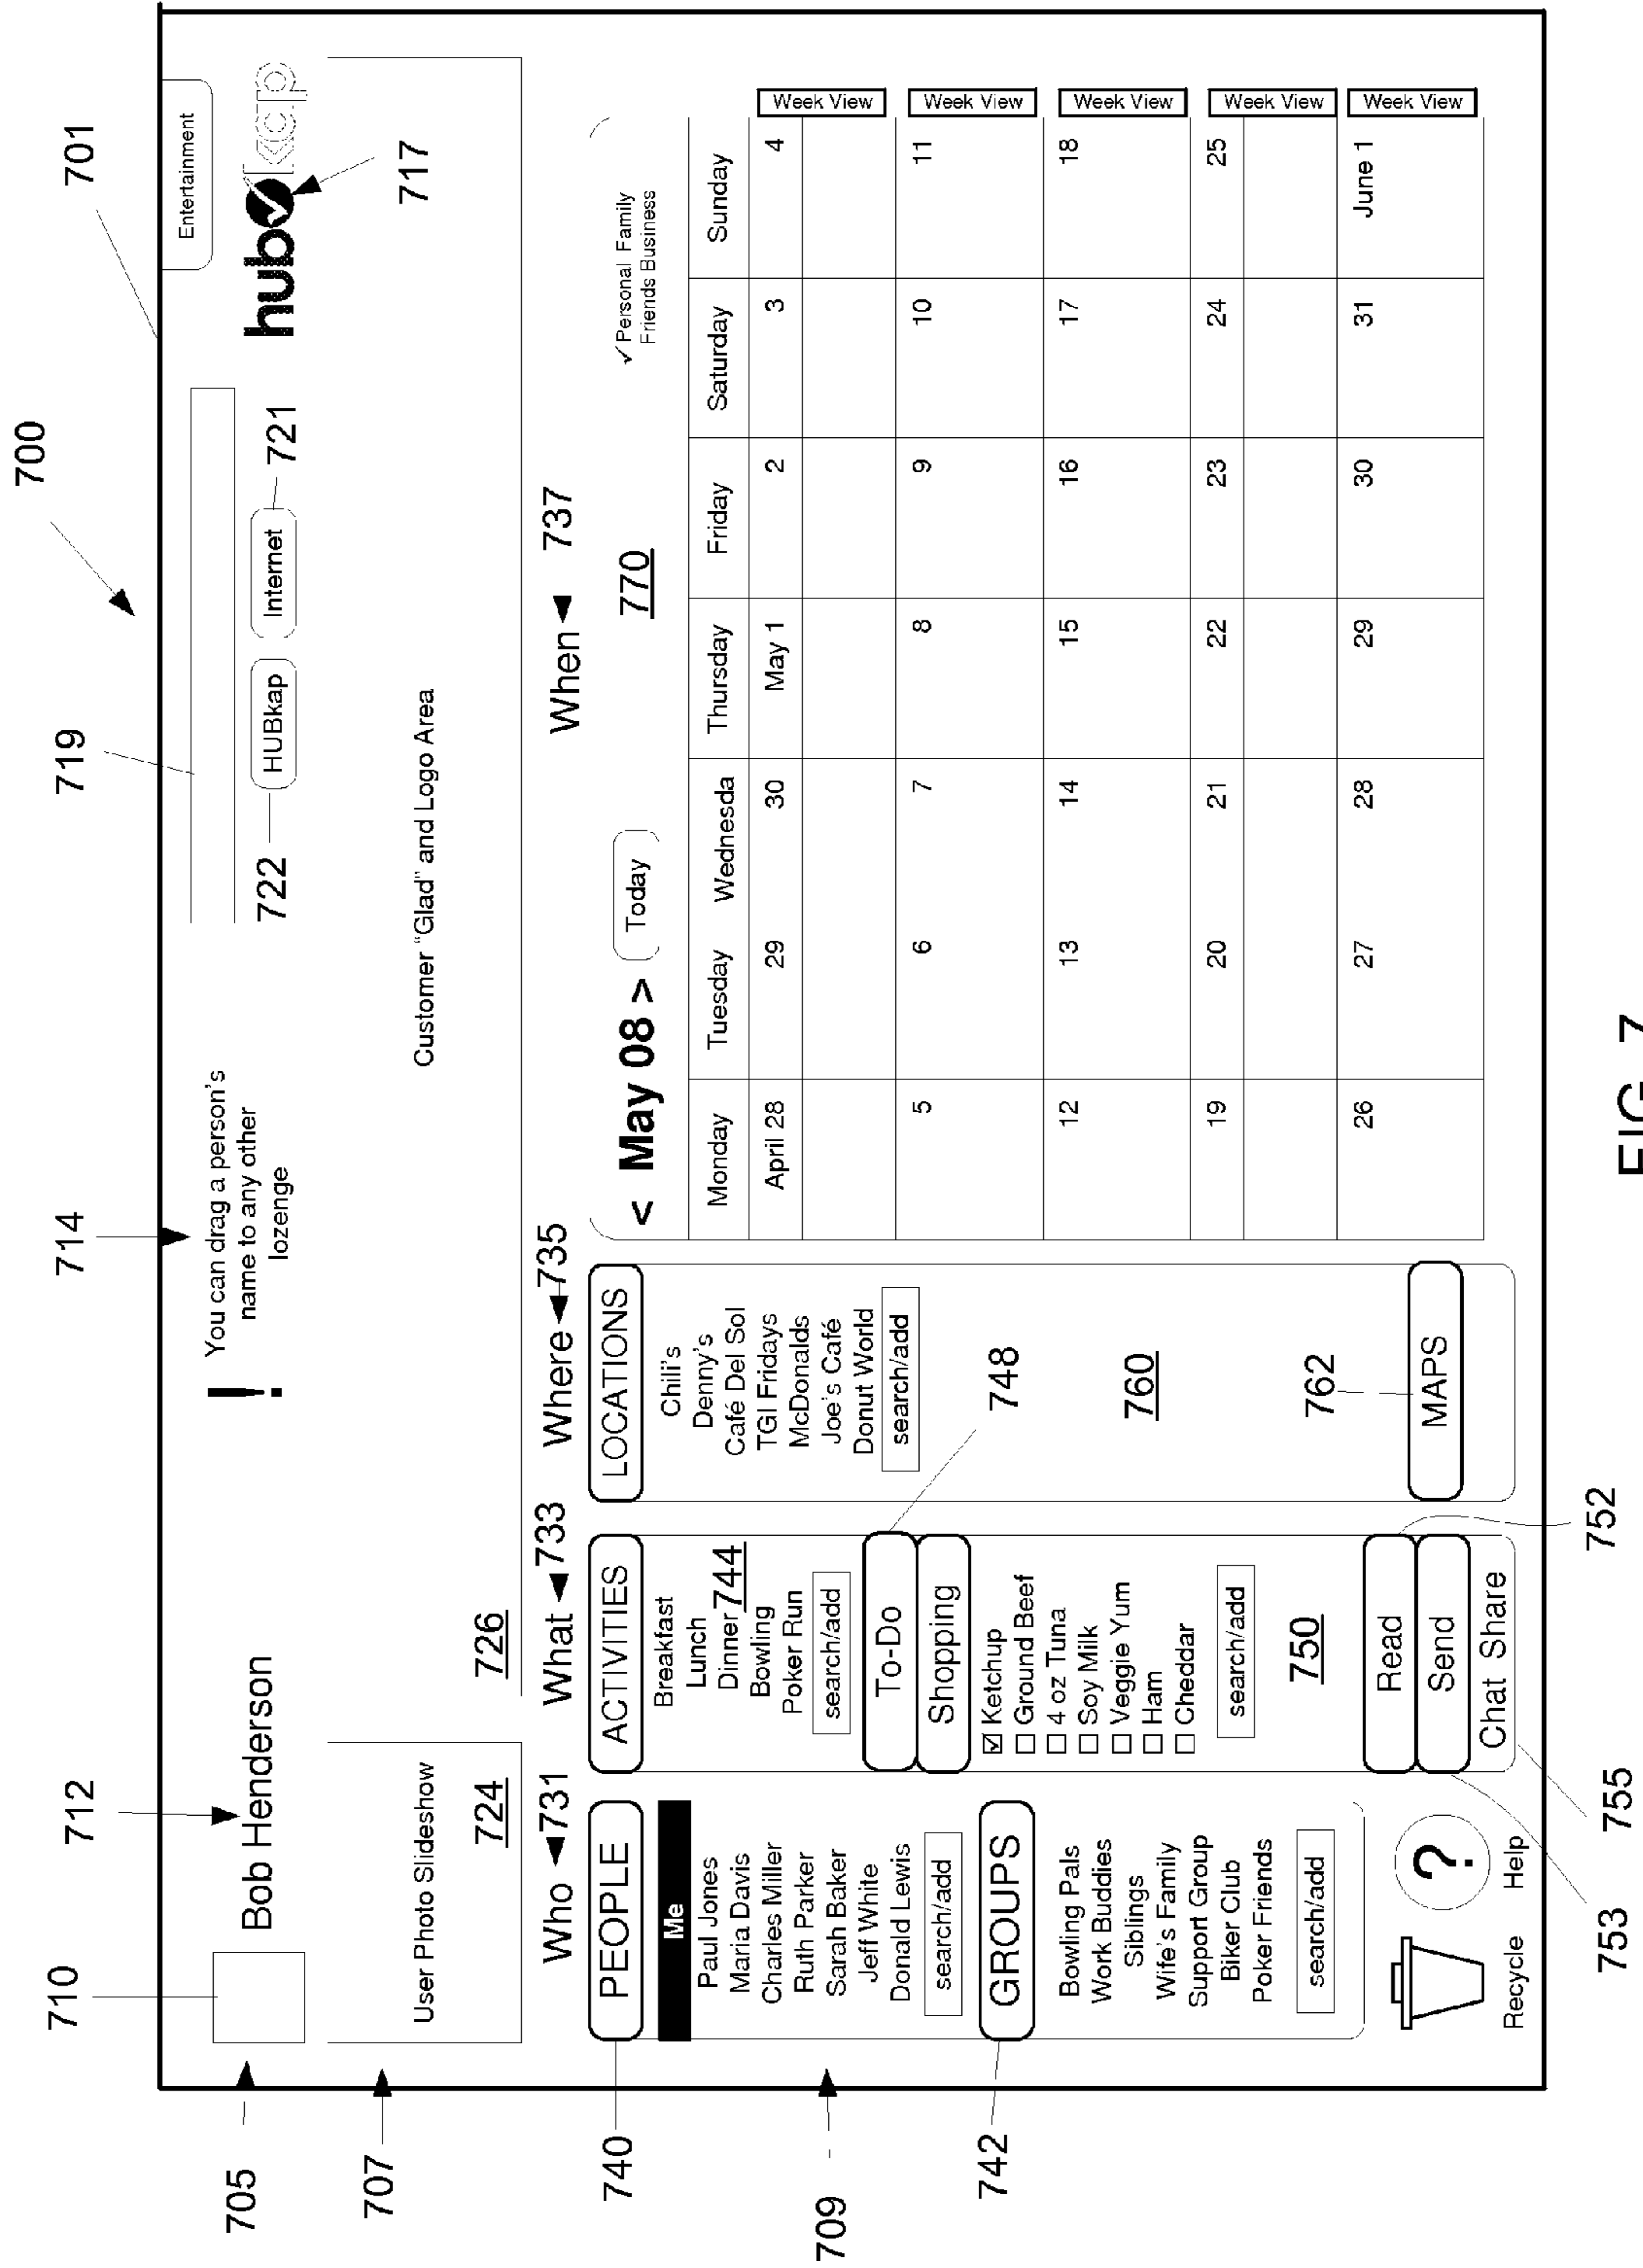 700
701
710
712
714
719
Entertainment
705
Bob Henderson
!
You can drag a person's
name to any other
lozenge
722
HUBkap
Internet
721
hub kap
717
707
User Photo Slideshow
724
726
Customer "Glad" and Logo Area
Who 731
What 733
Where 735
When 737
740
PEOPLE
Me
Paul Jones
Maria Davis
Charles Miller
Ruth Parker
Sarah Baker
Jeff White
Donald Lewis
search/add
709
742
GROUPS
Bowling Pals
Work Buddies
Siblings
Wife's Family
Support Group
Biker Club
Poker Friends
search/add
Recycle
?
Help
ACTIVITIES
Breakfast
Lunch
Dinner
744
Bowling
Poker Run
search/add
To-Do
748
Shopping
☑ Ketchup
☐ Ground Beef
☐ 4 oz Tuna
☐ Soy Milk
☐ Veggie Yum
☐ Ham
☐ Cheddar
search/add
750
Read
Send
Chat Share
752
753
755
LOCATIONS
Chili's
Denny's
Café Del Sol
TGI Fridays
McDonalds
Joe's Café
Donut World
search/add
760
762
MAPS
< May 08 >
Today
770
✓Personal Family
Friends Business
Monday Tuesday Wednesda Thursday Friday Saturday Sunday
April 28 29 30 May 1 2 3 4 Week View
5 6 7 8 9 10 11 Week View
12 13 14 15 16 17 18 Week View
19 20 21 22 23 24 25 Week View
26 27 28 29 30 31 June 1 Week View
FIG. 7